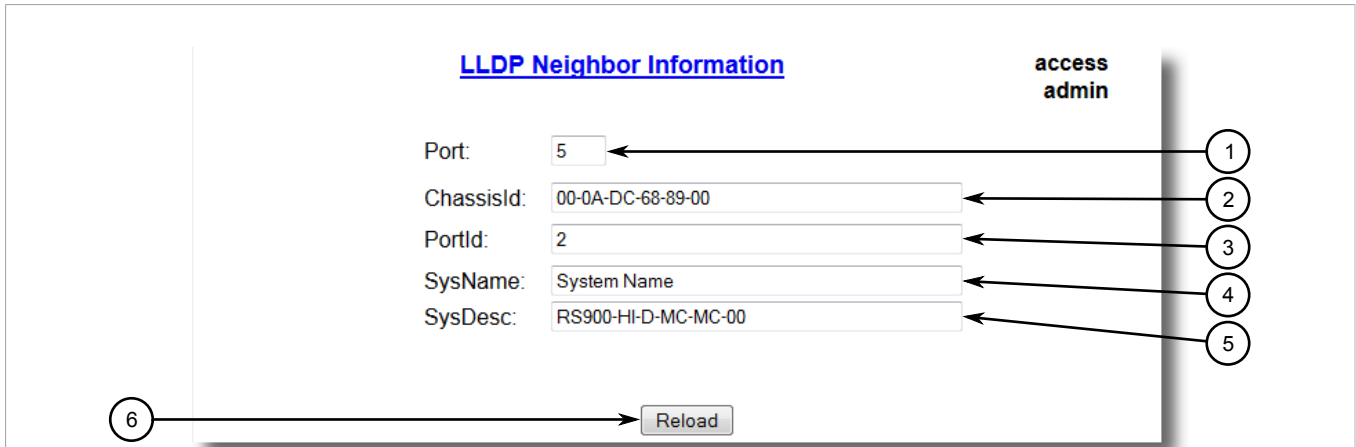 LLDP Neighbor Information
access
admin
Port: 5
1
ChassisId: 00-0A-DC-68-89-00
2
PortId: 2
3
SysName: System Name
4
SysDesc: RS900-HI-D-MC-MC-00
5
6
Reload